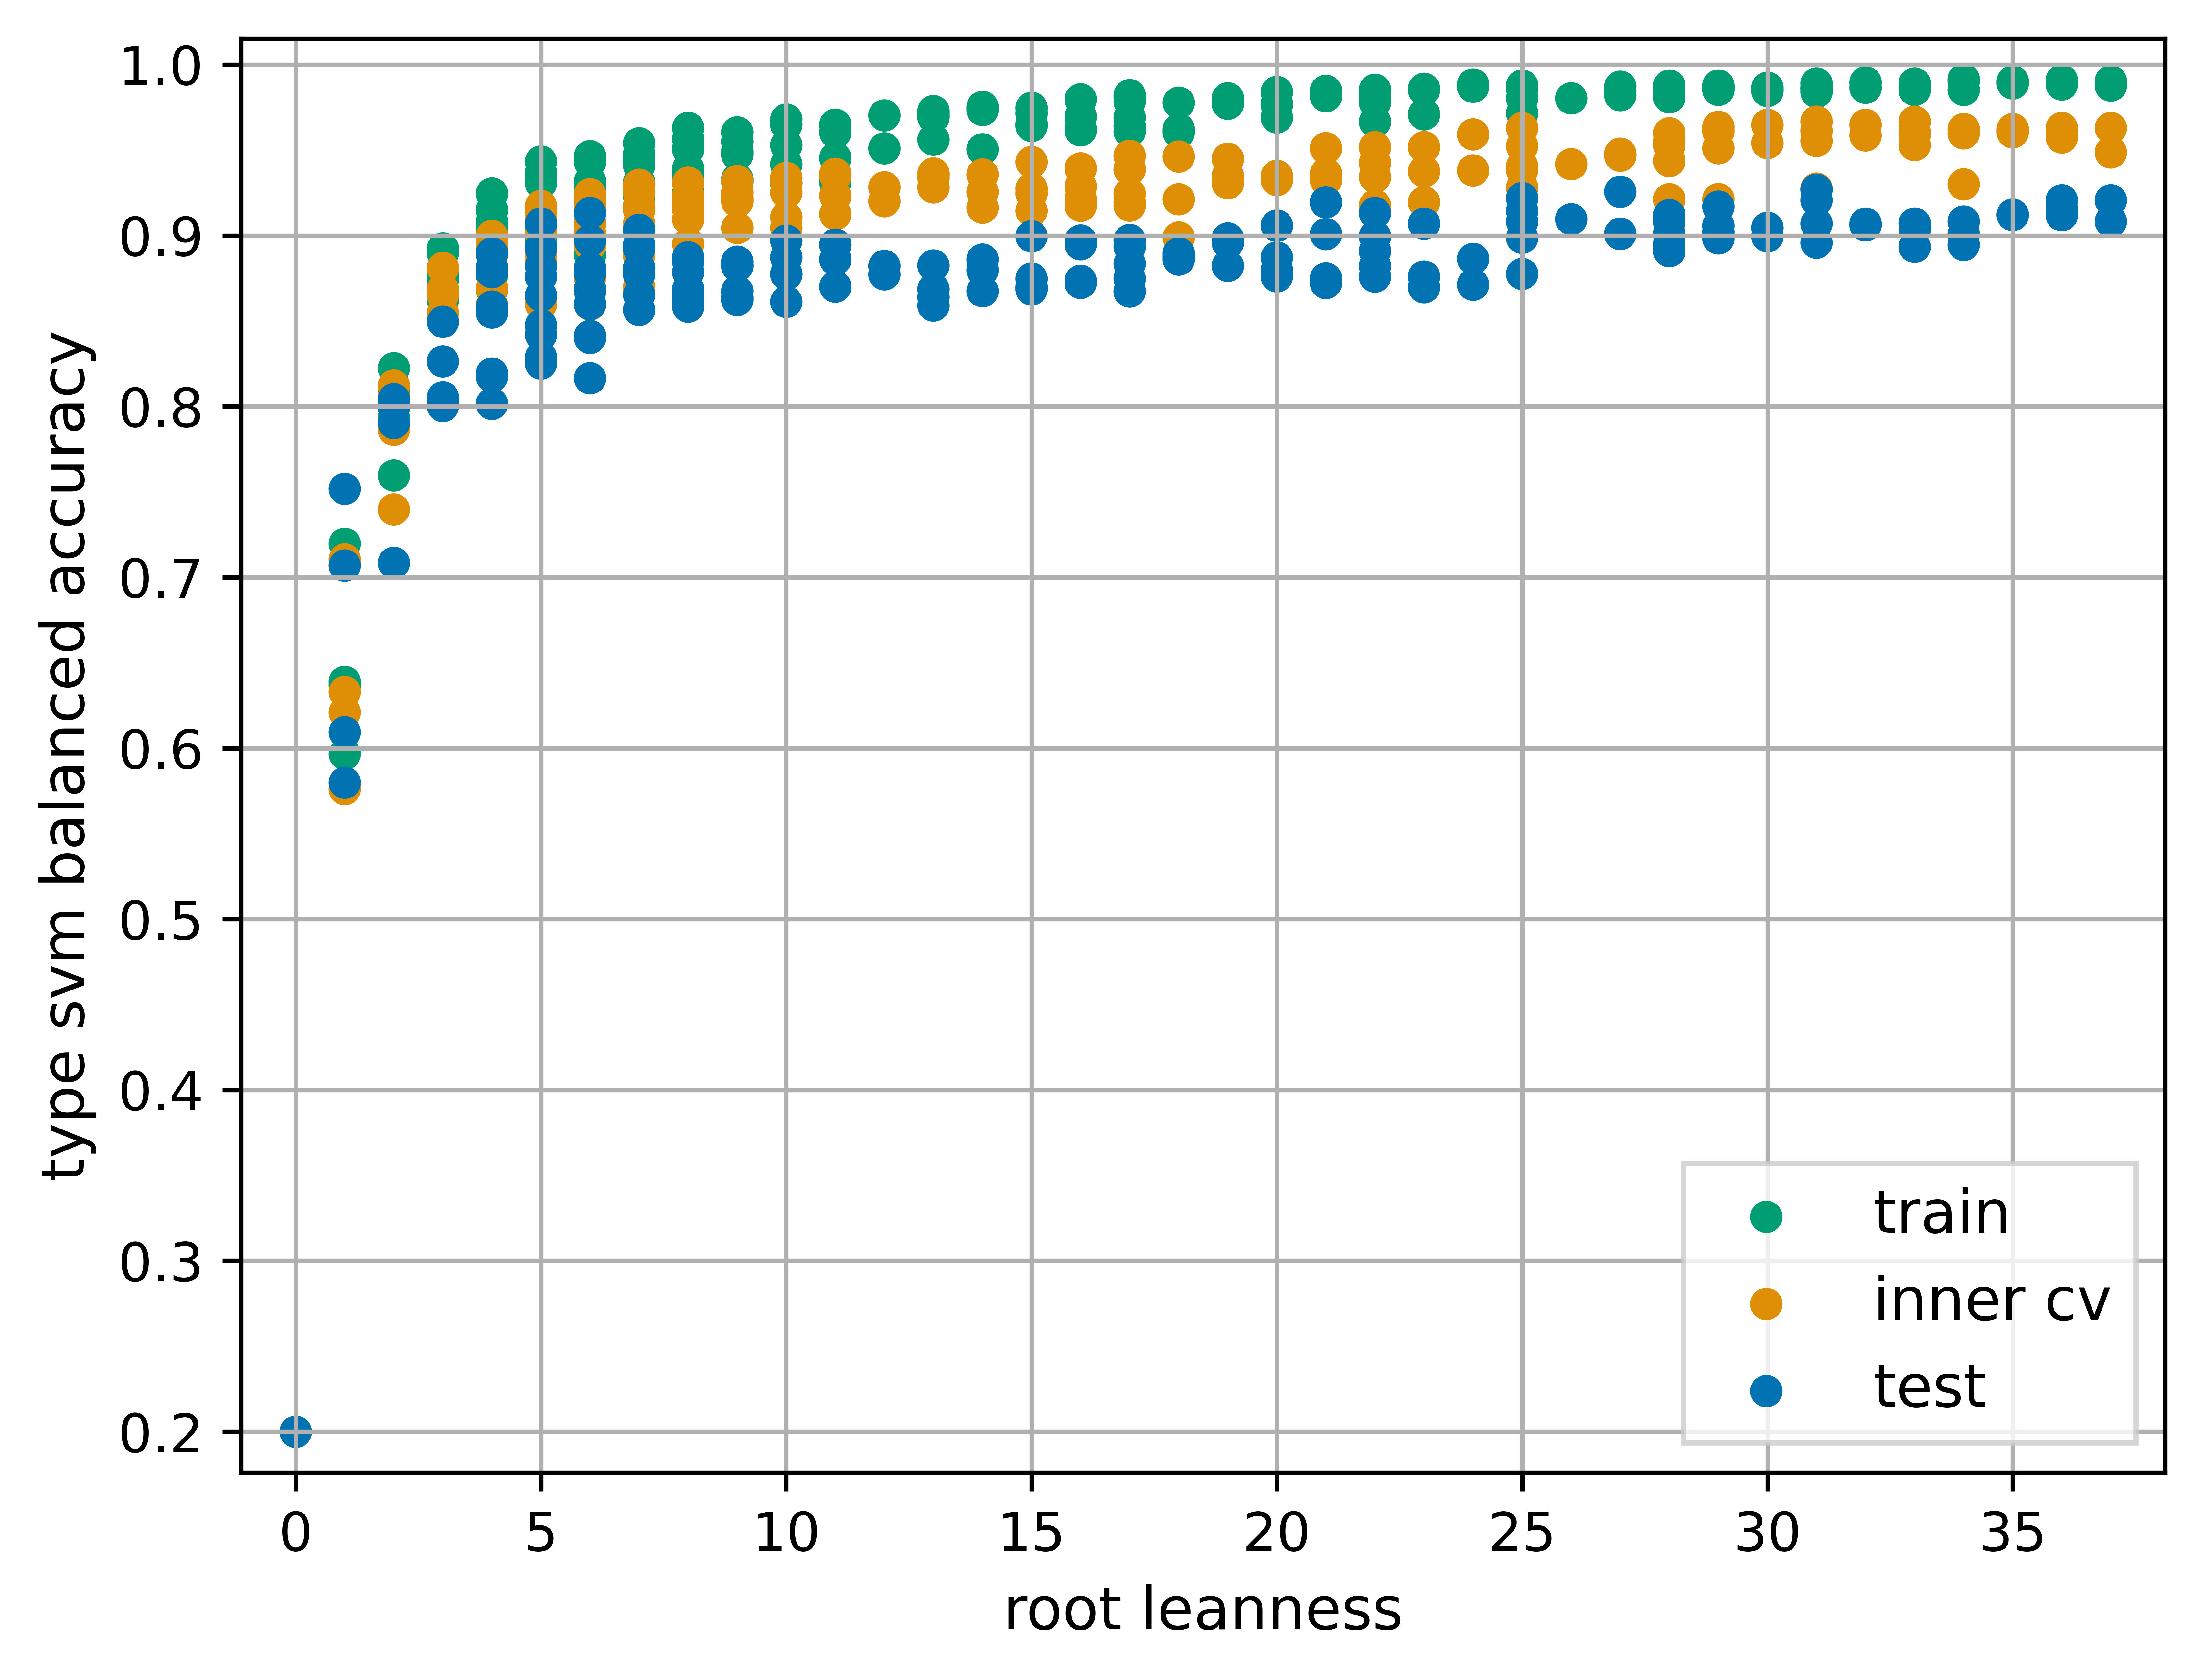 1.0
0.9
0.8
0.7
0.6
0.5
0.4
0.3
0.2
type svm balanced accuracy
train
inner cv
test
0 5 10 15 20 25 30 35
root leanness